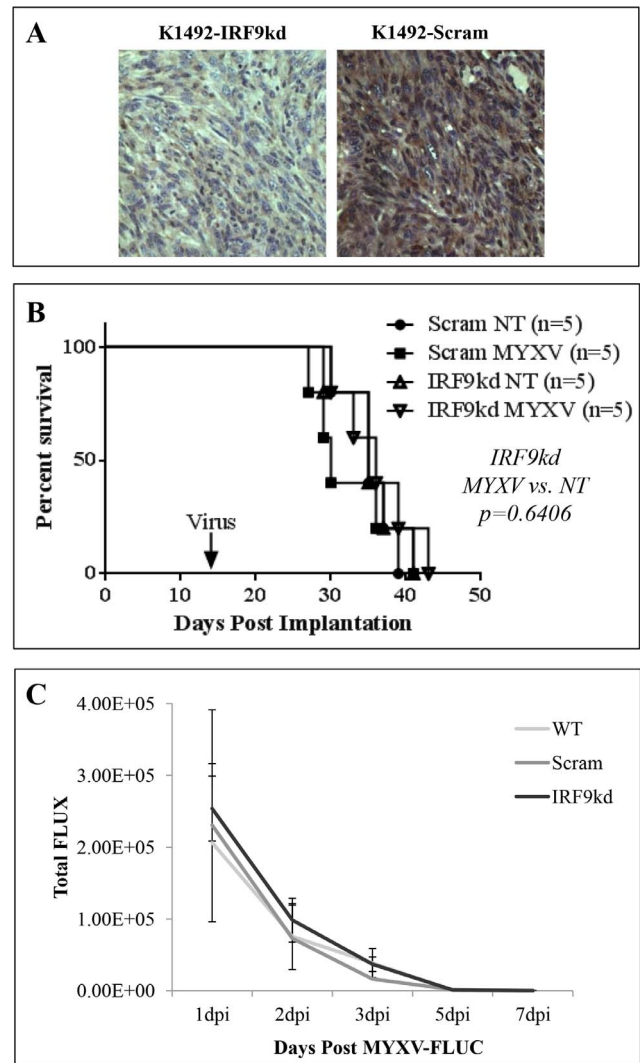 A
K1492-IRF9kd
K1492-Scram
B
Percent survival
100
50
0
Virus
0 10 20 30 40 50
Days Post Implantation
Scram NT (n=5)
Scram MYXV (n=5)
IRF9kd NT (n=5)
IRF9kd MYXV (n=5)
IRF9kd
MYXV vs. NT
p=0.6406
C
Total FLUX
4.00E+05
3.00E+05
2.00E+05
1.00E+05
0.00E+00
1dpi 2dpi 3dpi 5dpi 7dpi
Days Post MYXV-FLUC
WT
Scram
IRF9kd